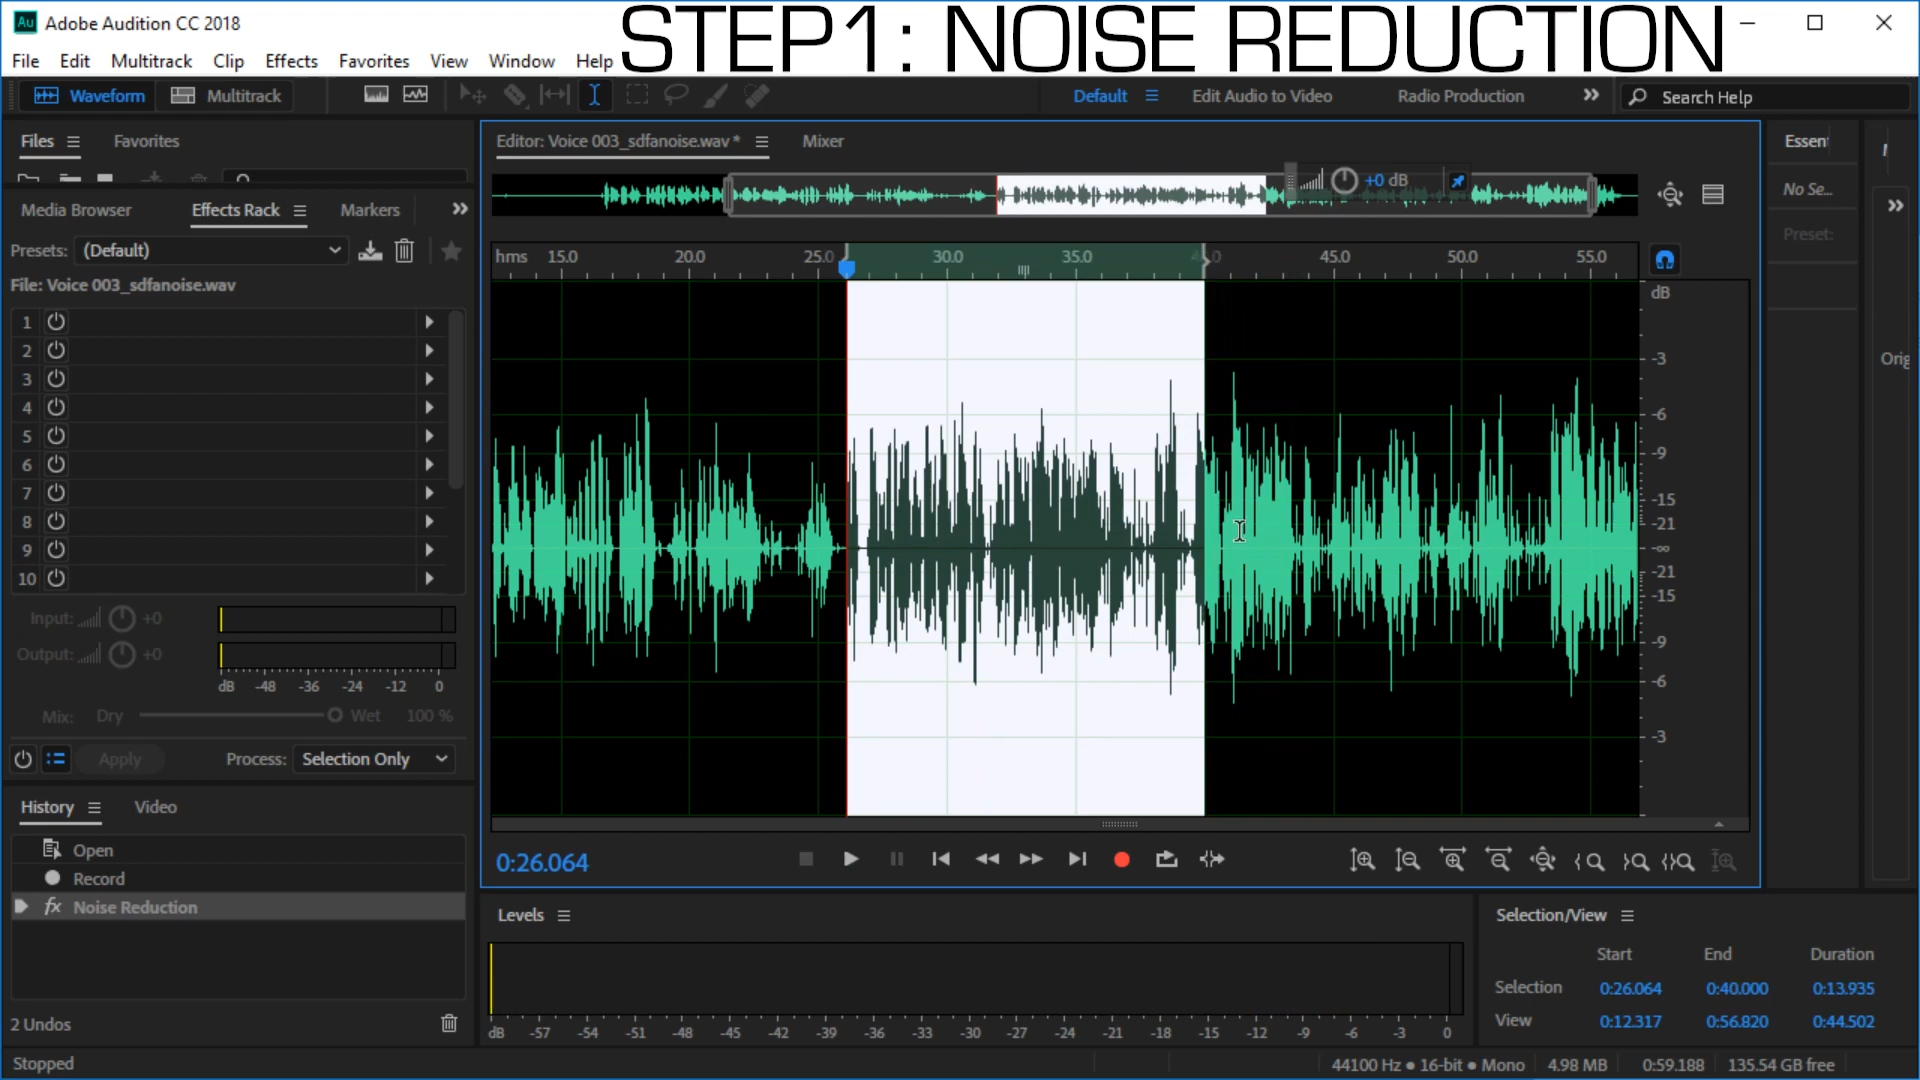 Au Adobe Audition CC 2018
STEP1: NOISE REDUCTION
File Edit Multitrack Clip Effects Favorites View Window Help
Waveform Multitrack Default Edit Audio to Video Radio Production Search Help
Files Favorites
Editor: Voice 003_sdfanoise.wav * Mixer
+0 dB
Media Browser Effects Rack Markers
Presets: (Default)
File: Voice 003_sdfanoise.wav
1
2
3
4
5
6
7
8
9
10
Input: +0
Output: +0
dB -48 -36 -24 -12 0
Mix: Dry Wet 100 %
Apply Process: Selection Only
hms 15.0 20.0 25.0 30.0 35.0 45.0 50.0 55.0
dB
-3
-6
-9
-15
-21
-∞
-21
-15
-9
-6
-3
0:26.064
History Video
Open
Record
fx Noise Reduction
2 Undos
Levels
dB -57 -54 -51 -48 -45 -42 -39 -36 -33 -30 -27 -24 -21 -18 -15 -12 -9 -6 -3 0
Selection/View
Start End Duration
Selection 0:26.064 0:40.000 0:13.935
View 0:12.317 0:56.820 0:44.502
Essen
No Se...
Preset:
Orig
Stopped
44100 Hz ● 16-bit ● Mono 4.98 MB 0:59.188 135.54 GB free